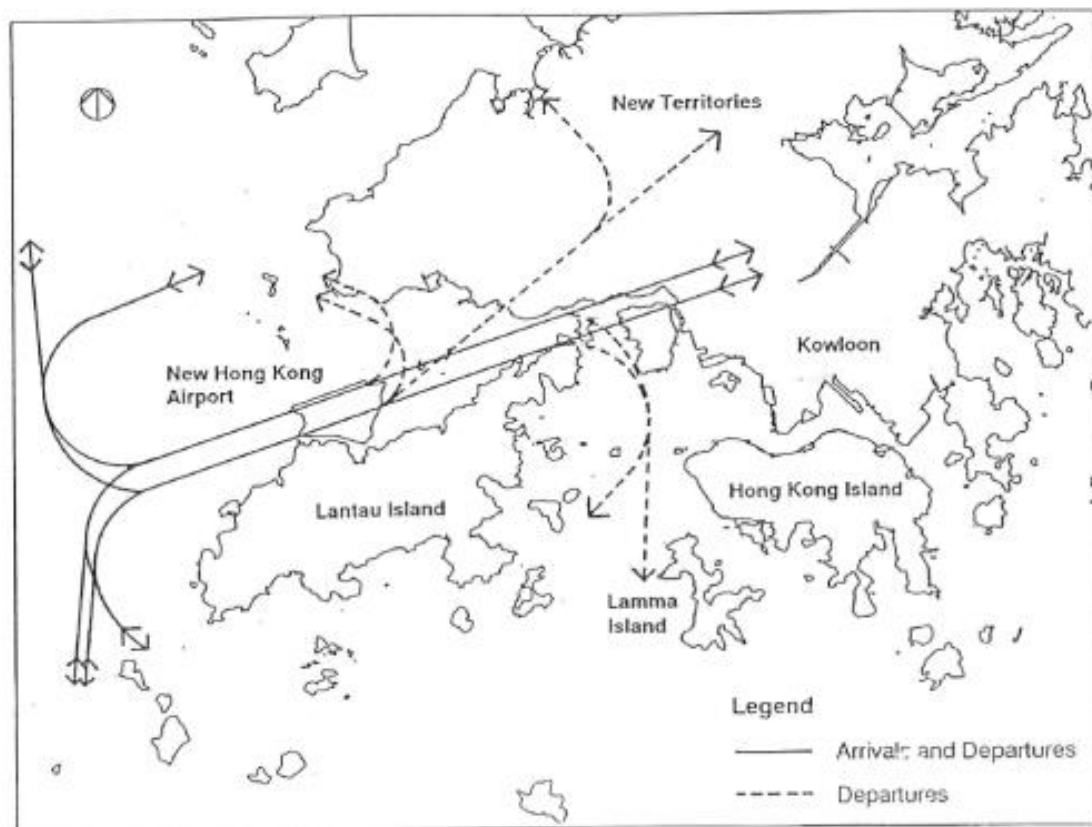 New Territories
New Hong Kong
Airport
Kowloon
Lantau Island
Hong Kong Island
Lamma
Island
Legend
Arrivals and Departures
Departures